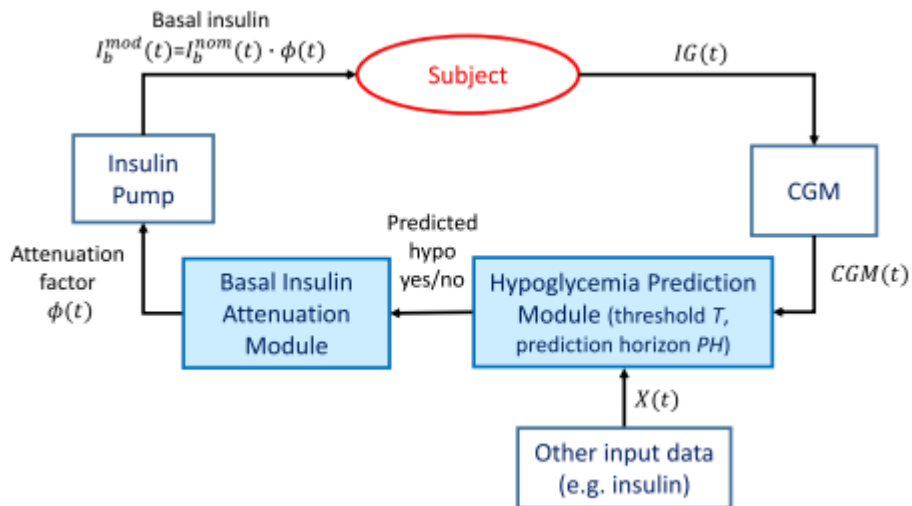 Basal insulin
I_b^{mod}(t)=I_b^{nom}(t) · ϕ(t)
Subject
IG(t)
Insulin
Pump
CGM
Attenuation
factor
ϕ(t)
Basal Insulin
Attenuation
Module
Predicted
hypo
yes/no
Hypoglycemia Prediction
Module (threshold T,
prediction horizon PH)
CGM(t)
X(t)
Other input data
(e.g. insulin)